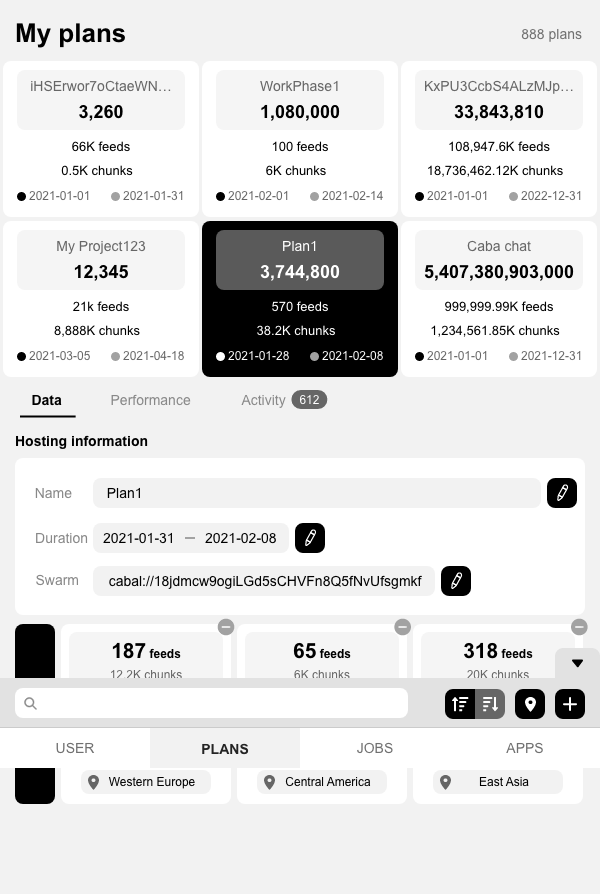 My plans
888 plans
iHSErwor7oCtaeWN…
3,260
66K feeds
0.5K chunks
2021-01-01 2021-01-31
WorkPhase1
1,080,000
100 feeds
6K chunks
2021-02-01 2021-02-14
KxPU3CcbS4ALzMJp…
33,843,810
108,947.6K feeds
18,736,462.12K chunks
2021-01-01 2022-12-31
My Project123
12,345
21k feeds
8,888K chunks
2021-03-05 2021-04-18
Plan1
3,744,800
570 feeds
38.2K chunks
2021-01-28 2021-02-08
Caba chat
5,407,380,903,000
999,999.99K feeds
1,234,561.85K chunks
2021-01-01 2021-12-31
Data Performance Activity 612
Hosting information
Name Plan1
Duration 2021-01-31 — 2021-02-08
Swarm cabal://18jdmcw9ogiLGd5sCHVFn8Q5fNvUfsgmkf
187 feeds 65 feeds 318 feeds
12.2K chunks 6K chunks 20K chunks
USER PLANS JOBS APPS
Western Europe Central America East Asia